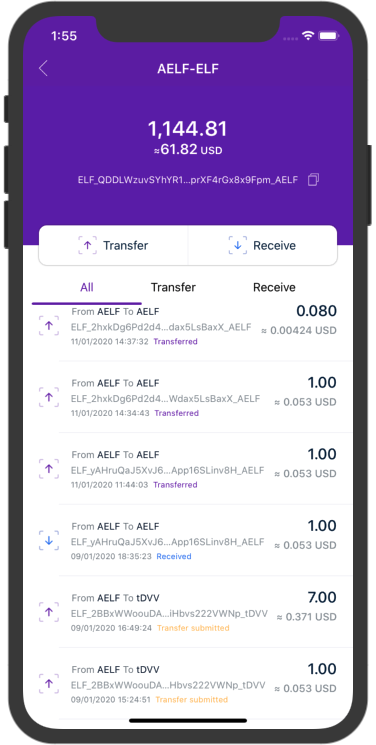 1:55
AELF-ELF
1,144.81
≈61.82 USD
ELF_QDDLWzuvSYhYR1...prXF4rGx8x9Fpm_AELF
Transfer Receive
All Transfer Receive
From AELF To AELF 0.080
ELF_2hxkDg6Pd2d4...dax5LsBaxX_AELF ≈ 0.00424 USD
11/01/2020 14:37:32 Transferred
From AELF To AELF 1.00
ELF_2hxkDg6Pd2d4...Wdax5LsBaxX_AELF ≈ 0.053 USD
11/01/2020 14:34:43 Transferred
From AELF To AELF 1.00
ELF_yAHruQaJ5XvJ6...App16SLinv8H_AELF ≈ 0.053 USD
11/01/2020 11:44:03 Transferred
From AELF To AELF 1.00
ELF_yAHruQaJ5XvJ6...App16SLinv8H_AELF ≈ 0.053 USD
09/01/2020 18:35:23 Received
From AELF To tDVV 7.00
ELF_2BBxWWoouDA...iHbvs222VWNp_tDVV ≈ 0.371 USD
09/01/2020 16:49:24 Transfer submitted
From AELF To tDVV 1.00
ELF_2BBxWWoouDA...Hbvs222VWNp_tDVV ≈ 0.053 USD
09/01/2020 15:24:51 Transfer submitted